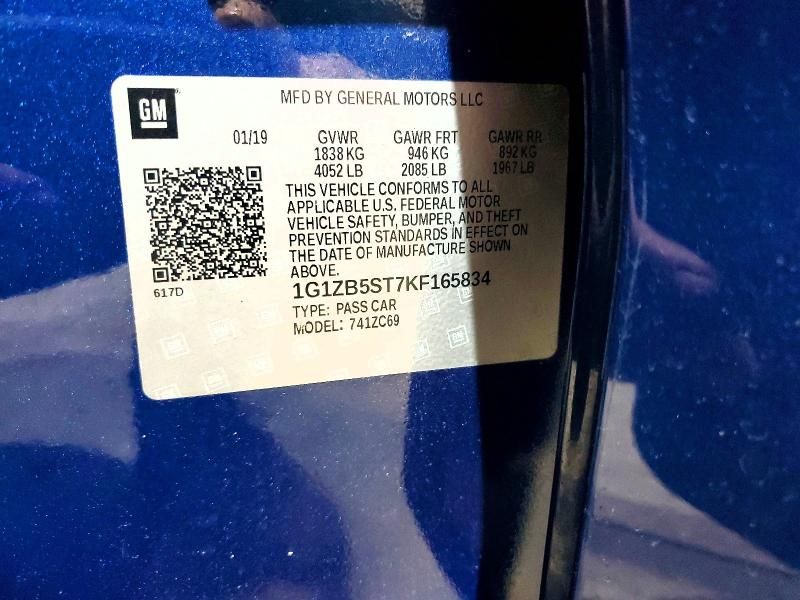 GM
MFD BY GENERAL MOTORS LLC
01/19 GVWR GAWR FRT GAWR RR
1838 KG 946 KG 892 KG
4052 LB 2085 LB 1967 LB
THIS VEHICLE CONFORMS TO ALL
APPLICABLE U.S. FEDERAL MOTOR
VEHICLE SAFETY, BUMPER, AND THEFT
PREVENTION STANDARDS IN EFFECT ON
THE DATE OF MANUFACTURE SHOWN
ABOVE.
617D
1G1ZB5ST7KF165834
TYPE: PASS CAR
MODEL: 741ZC69